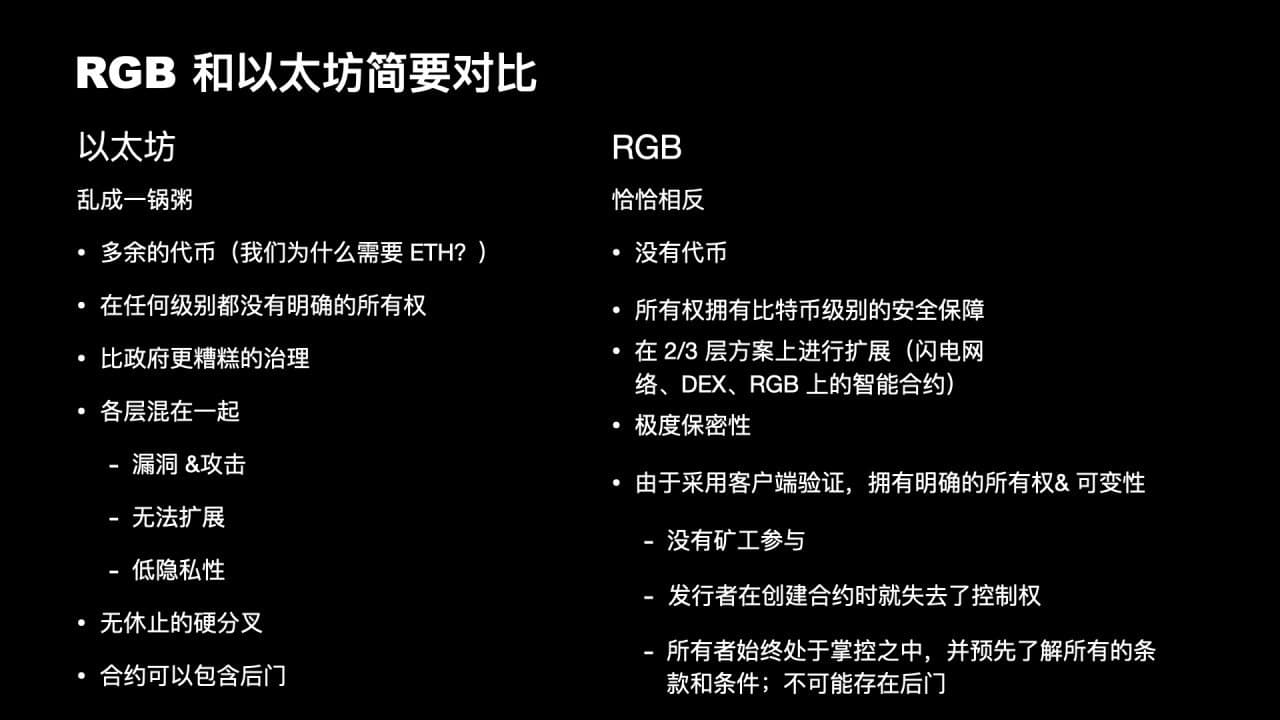 RGB 和以太坊简要对比
以太坊
乱成一锅粥
• 多余的代币（我们为什么需要 ETH？）
• 在任何级别都没有明确的所有权
• 比政府更糟糕的治理
• 各层混在一起
– 漏洞 &攻击
– 无法扩展
– 低隐私性
• 无休止的硬分叉
• 合约可以包含后门
RGB
恰恰相反
• 没有代币
• 所有权拥有比特币级别的安全保障
• 在 2/3 层方案上进行扩展（闪电网
络、DEX、RGB 上的智能合约）
• 极度保密性
• 由于采用客户端验证，拥有明确的所有权& 可变性
– 没有矿工参与
– 发行者在创建合约时就失去了控制权
– 所有者始终处于掌控之中，并预先了解所有的条
款和条件；不可能存在后门